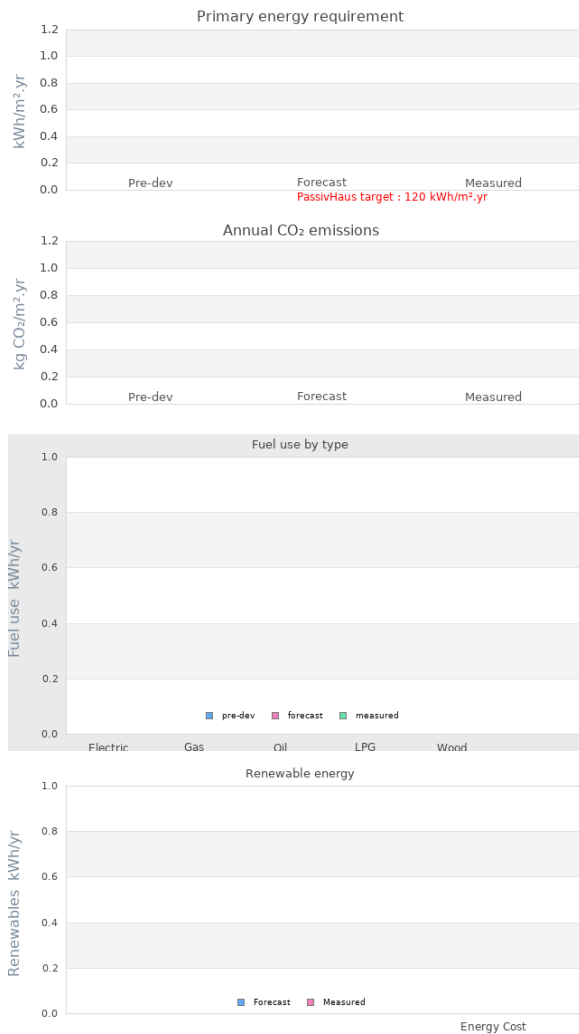 Primary energy requirement
kWh/m².yr
1.2
1.0
0.8
0.6
0.4
0.2
0.0
Pre-dev Forecast Measured
PassivHaus target : 120 kWh/m².yr
Annual CO₂ emissions
kg CO₂/m².yr
1.2
1.0
0.8
0.6
0.4
0.2
0.0
Pre-dev Forecast Measured
Fuel use by type
Fuel use kWh/yr
1.0
0.8
0.6
0.4
0.2
0.0
pre-dev forecast measured
Electric Gas Oil LPG Wood
Renewable energy
Renewables kWh/yr
1.0
0.8
0.6
0.4
0.2
0.0
Forecast Measured
Energy Cost